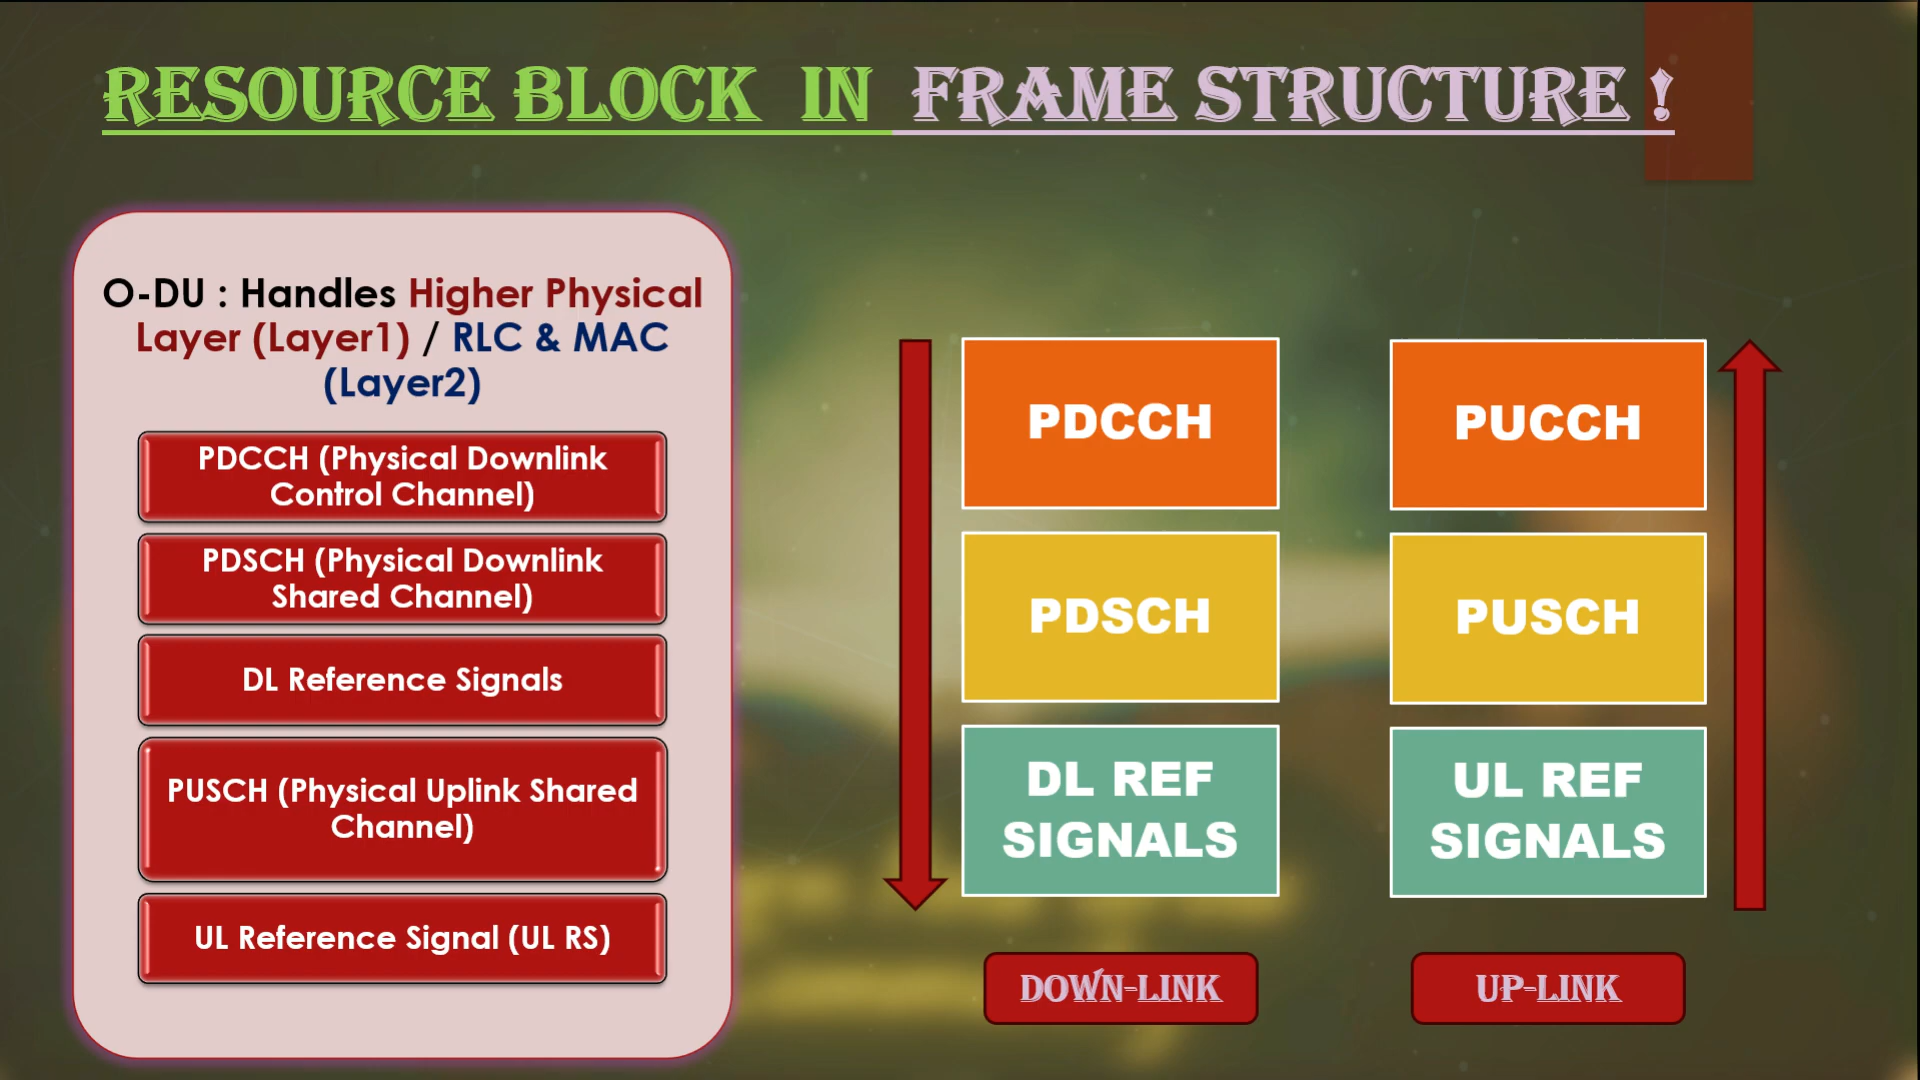 RESOURCE BLOCK IN FRAME STRUCTURE !
O-DU : Handles Higher Physical
Layer (Layer1) / RLC & MAC
(Layer2)
PDCCH (Physical Downlink
Control Channel)
PDSCH (Physical Downlink
Shared Channel)
DL Reference Signals
PUSCH (Physical Uplink Shared
Channel)
UL Reference Signal (UL RS)
PDCCH
PDSCH
DL REF
SIGNALS
DOWN-LINK
PUCCH
PUSCH
UL REF
SIGNALS
UP-LINK